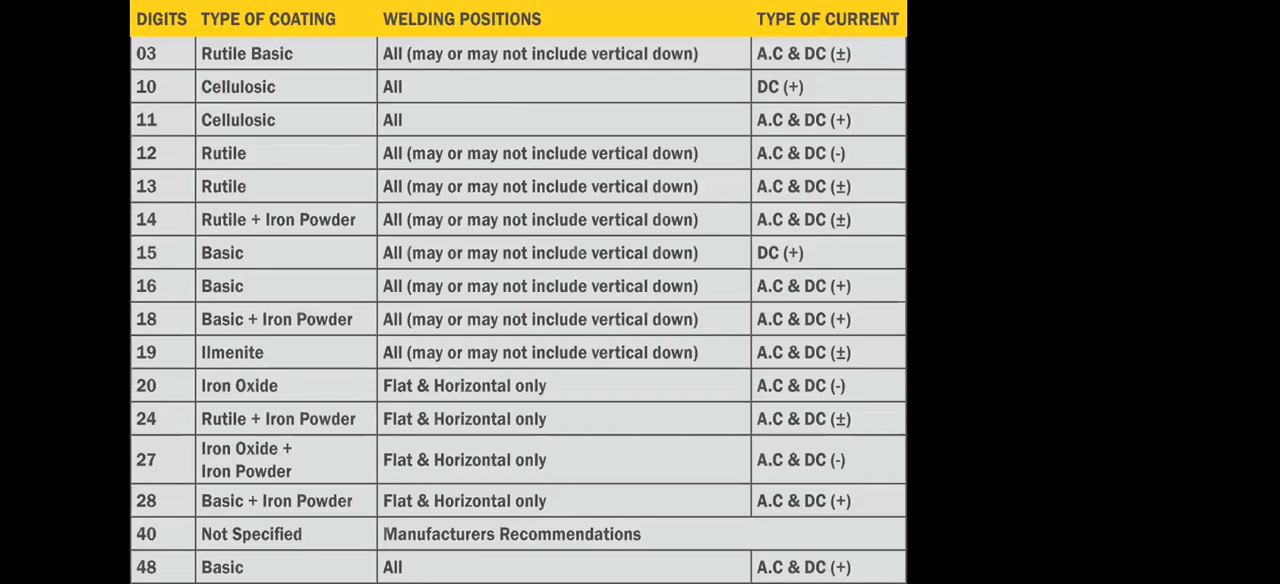 DIGITS TYPE OF COATING WELDING POSITIONS TYPE OF CURRENT
03 Rutile Basic All (may or may not include vertical down) A.C & DC (±)
10 Cellulosic All DC (+)
11 Cellulosic All A.C & DC (+)
12 Rutile All (may or may not include vertical down) A.C & DC (-)
13 Rutile All (may or may not include vertical down) A.C & DC (±)
14 Rutile + Iron Powder All (may or may not include vertical down) A.C & DC (±)
15 Basic All (may or may not include vertical down) DC (+)
16 Basic All (may or may not include vertical down) A.C & DC (+)
18 Basic + Iron Powder All (may or may not include vertical down) A.C & DC (+)
19 Ilmenite All (may or may not include vertical down) A.C & DC (±)
20 Iron Oxide Flat & Horizontal only A.C & DC (-)
24 Rutile + Iron Powder Flat & Horizontal only A.C & DC (±)
27 Iron Oxide +
Iron Powder Flat & Horizontal only A.C & DC (-)
28 Basic + Iron Powder Flat & Horizontal only A.C & DC (+)
40 Not Specified Manufacturers Recommendations
48 Basic All A.C & DC (+)